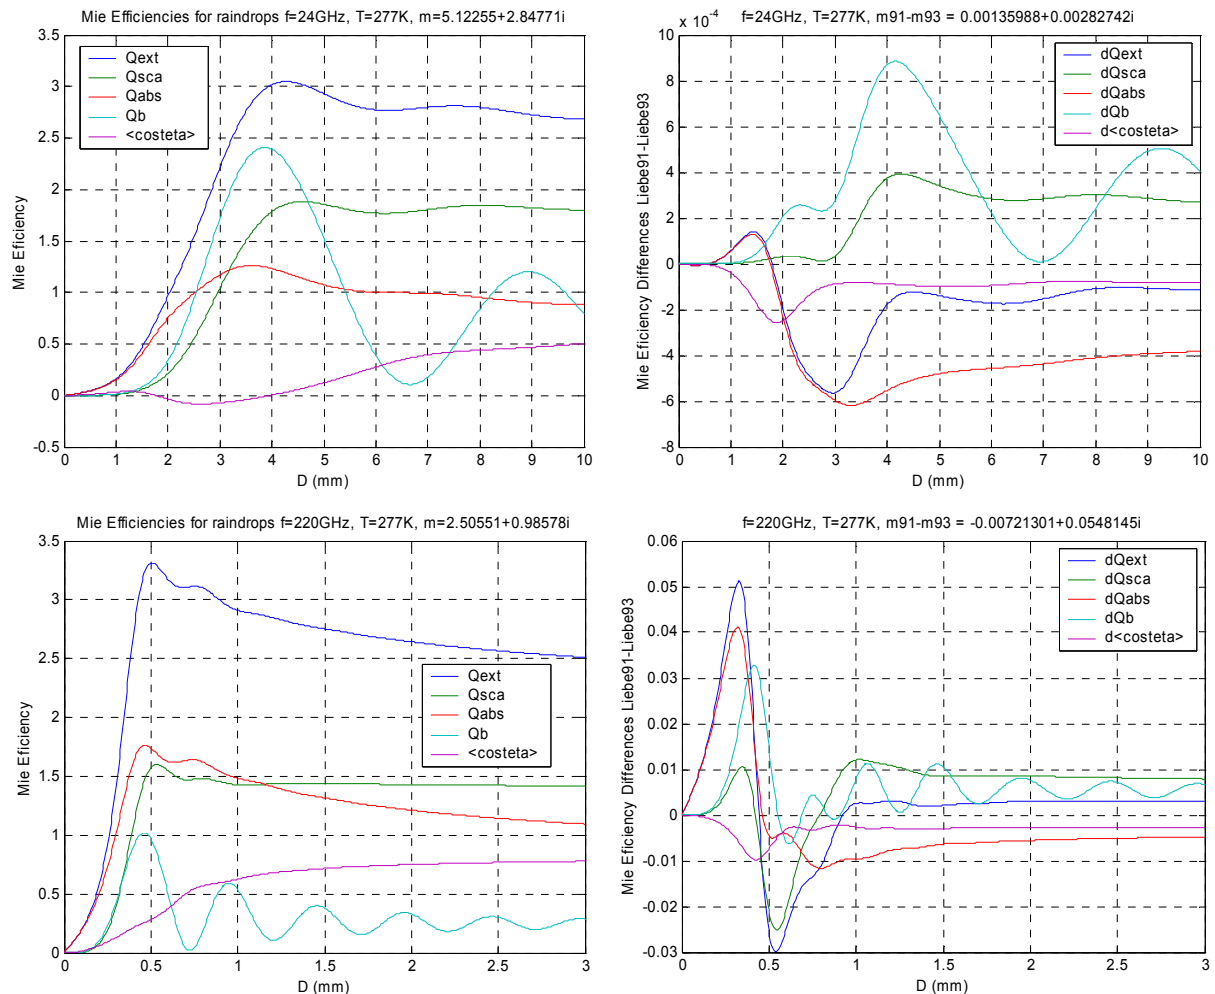 Mie Efficiencies for raindrops f=24GHz, T=277K, m=5.12255+2.84771i
3.5
3
2.5
2
1.5
1
0.5
0
-0.5
Mie Eficiency
Qext
Qsca
Qabs
Qb
<costeta>
0 1 2 3 4 5 6 7 8 9 10
D (mm)
x 10^-4
f=24GHz, T=277K, m91-m93 = 0.00135988+0.00282742i
10
8
6
4
2
0
-2
-4
-6
-8
Mie Eficiency Differences Liebe91-Liebe93
dQext
dQsca
dQabs
dQb
d<costeta>
0 1 2 3 4 5 6 7 8 9 10
D (mm)
Mie Efficiencies for raindrops f=220GHz, T=277K, m=2.50551+0.98578i
3.5
3
2.5
2
1.5
1
0.5
0
Mie Eficiency
Qext
Qsca
Qabs
Qb
<costeta>
0 0.5 1 1.5 2 2.5 3
D (mm)
f=220GHz, T=277K, m91-m93 = -0.00721301+0.0548145i
0.06
0.05
0.04
0.03
0.02
0.01
0
-0.01
-0.02
-0.03
Mie Eficiency Differences Liebe91-Liebe93
dQext
dQsca
dQabs
dQb
d<costeta>
0 0.5 1 1.5 2 2.5 3
D (mm)